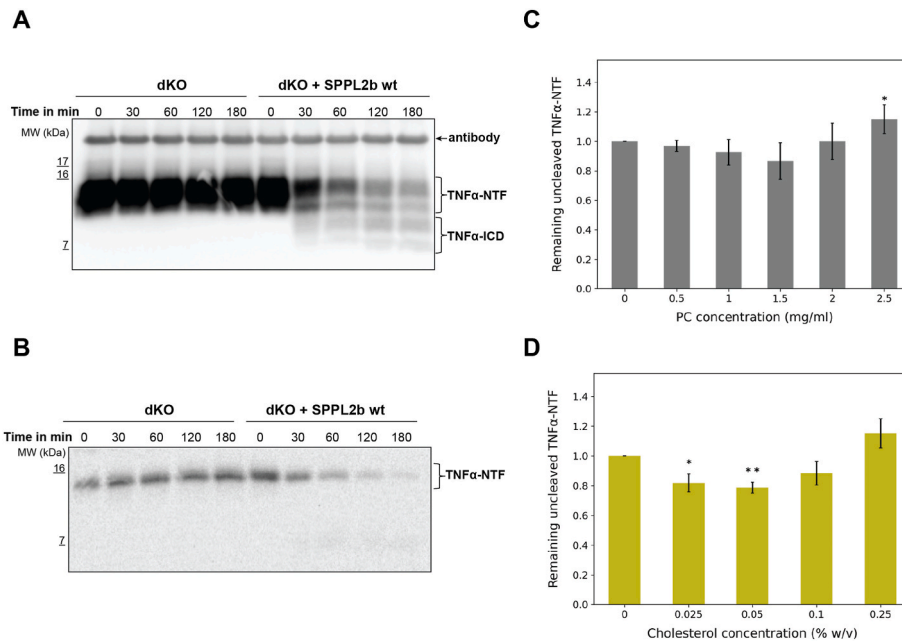 A
dKO dKO + SPPL2b wt
Time in min 0 30 60 120 180 0 30 60 120 180
MW (kDa)
antibody
17
16
TNFα-NTF
TNFα-ICD
7
B
dKO dKO + SPPL2b wt
Time in min 0 30 60 120 180 0 30 60 120 180
MW (kDa)
16
TNFα-NTF
7
C
Remaining uncleaved TNFα-NTF
1.4
1.2
1.0
0.8
0.6
0.4
0.2
0.0
*
0 0.5 1 1.5 2 2.5
PC concentration (mg/ml)
D
Remaining uncleaved TNFα-NTF
1.4
1.2
1.0
0.8
0.6
0.4
0.2
0.0
* **
0 0.025 0.05 0.1 0.25
Cholesterol concentration (% w/v)